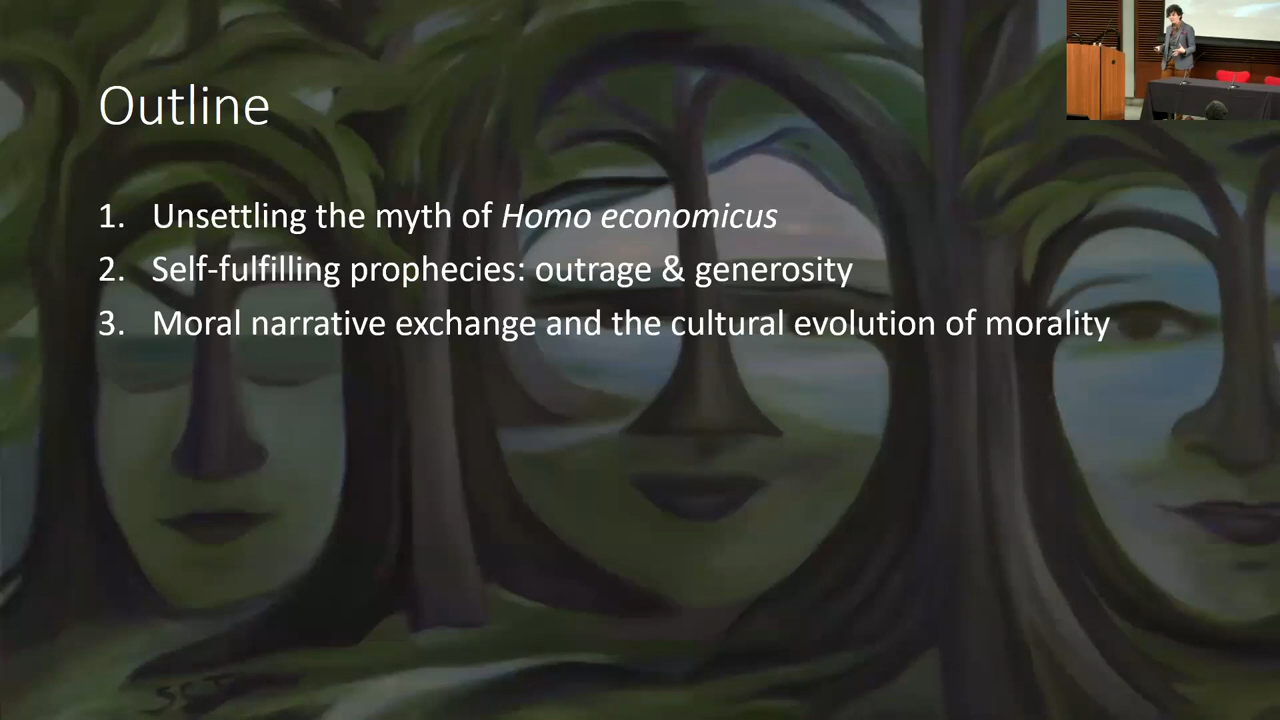 Outline
1. Unsettling the myth of Homo economicus
2. Self-fulfilling prophecies: outrage & generosity
3. Moral narrative exchange and the cultural evolution of morality